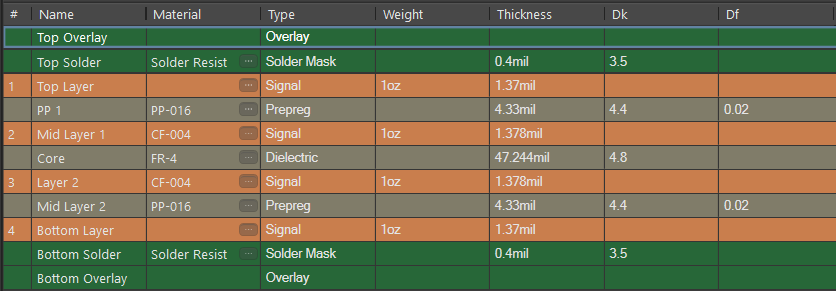 # Name Material Type Weight Thickness Dk Df
Top Overlay Overlay
Top Solder Solder Resist ... Solder Mask 0.4mil 3.5
1 Top Layer ... Signal 1oz 1.37mil
PP 1 PP-016 ... Prepreg 4.33mil 4.4 0.02
2 Mid Layer 1 CF-004 ... Signal 1oz 1.378mil
Core FR-4 ... Dielectric 47.244mil 4.8
3 Layer 2 CF-004 ... Signal 1oz 1.378mil
Mid Layer 2 PP-016 ... Prepreg 4.33mil 4.4 0.02
4 Bottom Layer ... Signal 1oz 1.37mil
Bottom Solder Solder Resist ... Solder Mask 0.4mil 3.5
Bottom Overlay Overlay